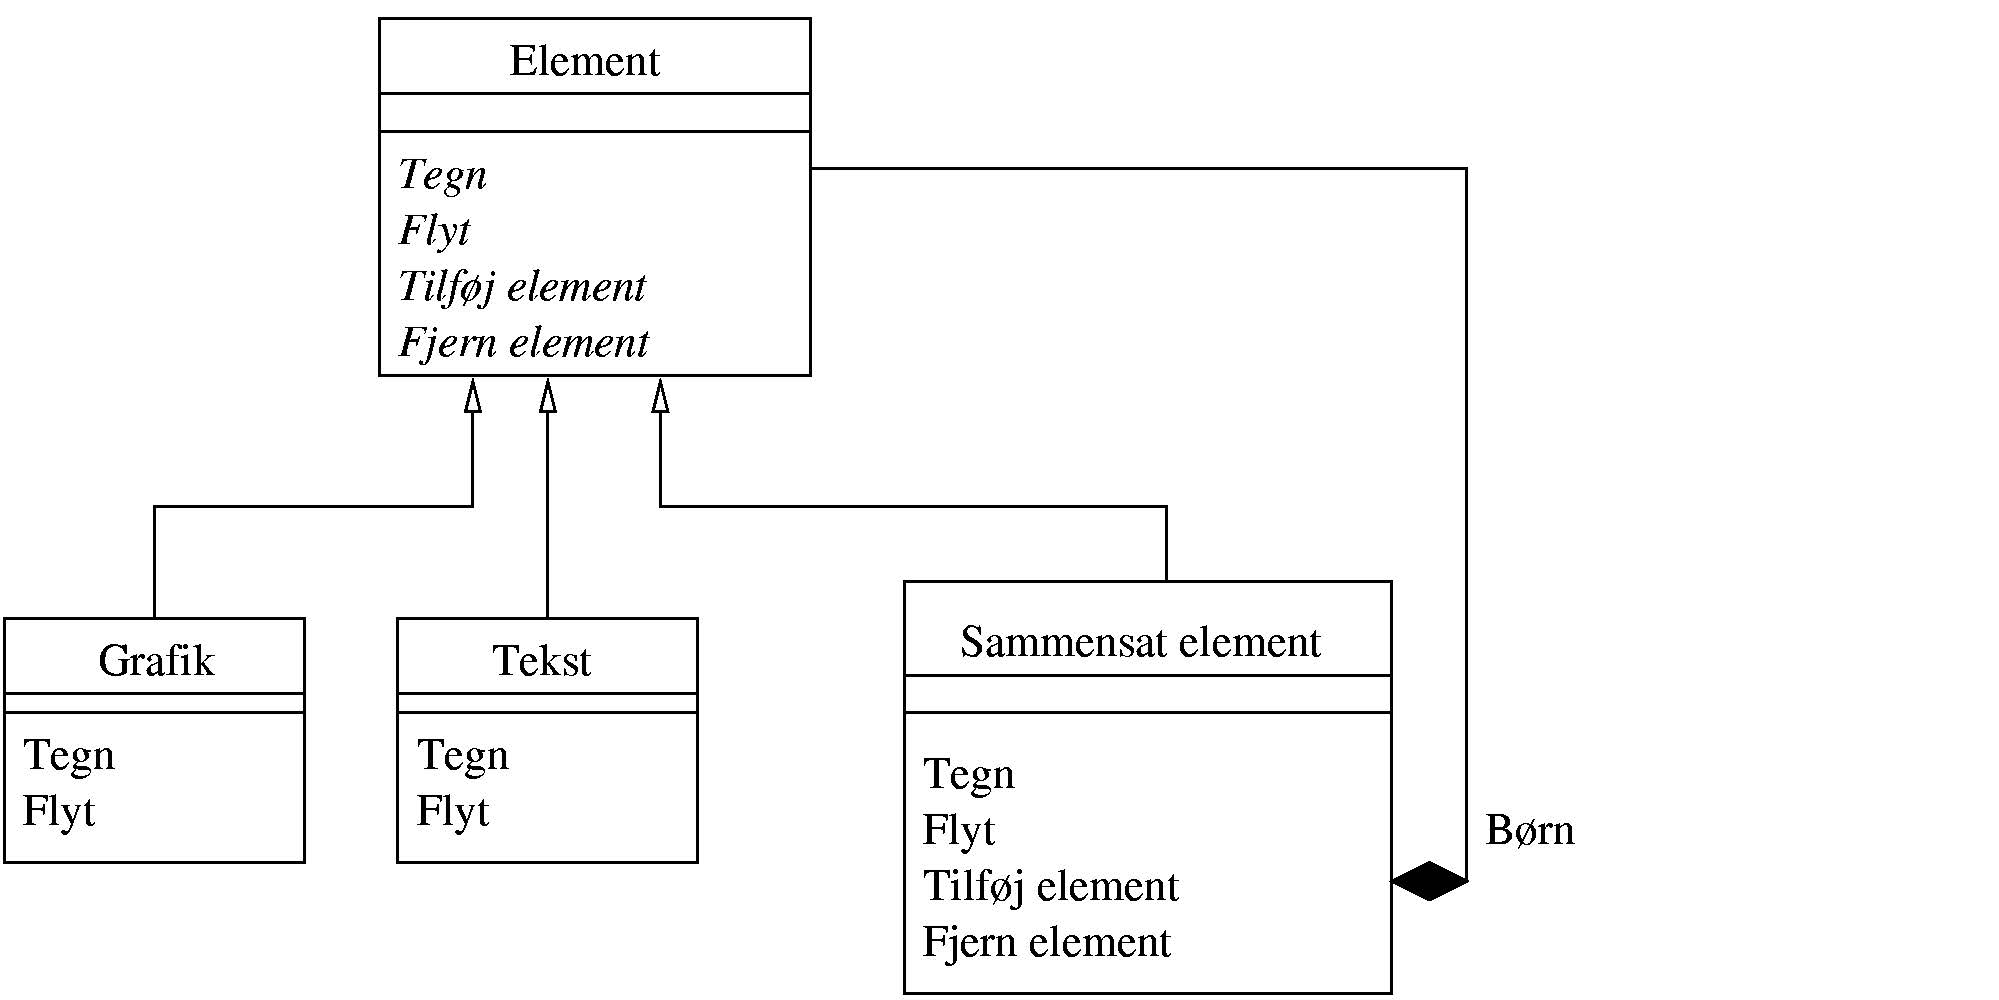 Element
Tegn
Flyt
Tilføj element
Fjern element
Grafik
Tegn
Flyt
Tekst
Tegn
Flyt
Sammensat element
Tegn
Flyt
Tilføj element
Fjern element
Børn